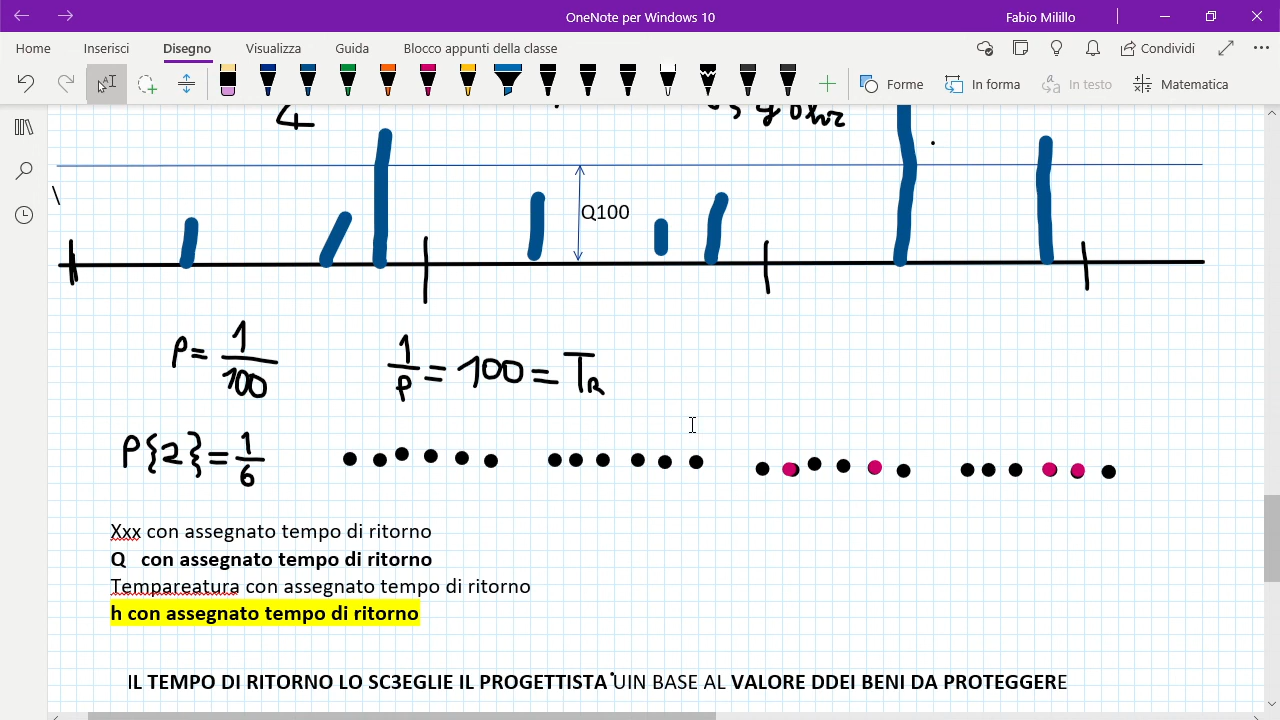 OneNote per Windows 10
Fabio Milillo
Home Inserisci Disegno Visualizza Guida Blocco appunti della classe Condividi
Forme In forma In testo Matematica
4
\
Q100
P = 1/100
1/P = 100 = TR
P{2} = 1/6
Xxx con assegnato tempo di ritorno
Q con assegnato tempo di ritorno
Tempareatura con assegnato tempo di ritorno
h con assegnato tempo di ritorno
IL TEMPO DI RITORNO LO SC3EGLIE IL PROGETTISTA UIN BASE AL VALORE DDEI BENI DA PROTEGGERE